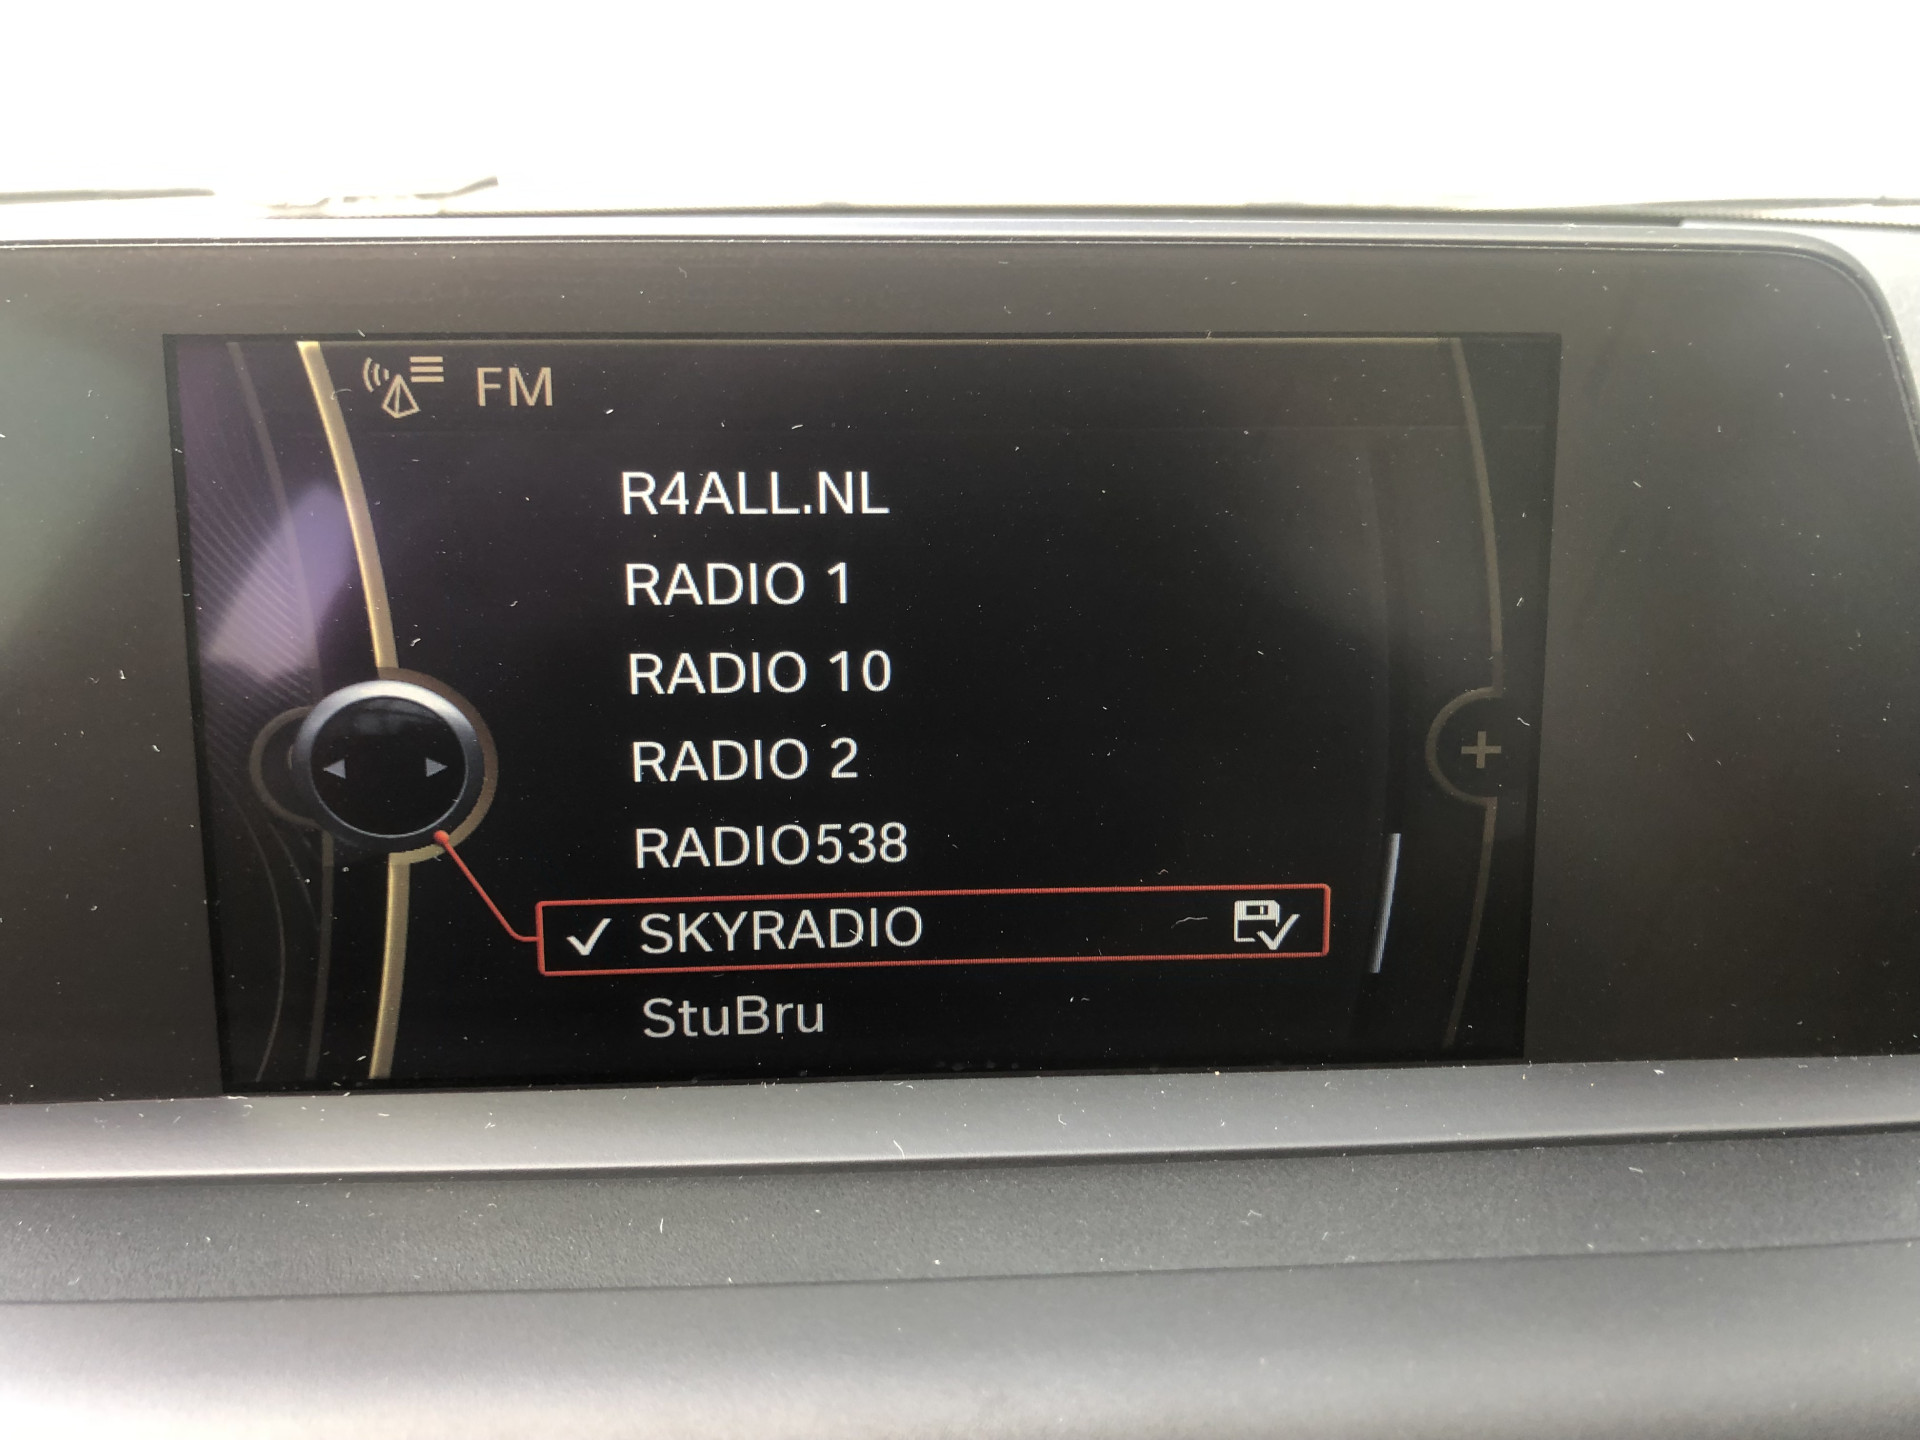 FM
R4ALL.NL
RADIO 1
RADIO 10
RADIO 2
RADIO538
✓ SKYRADIO
StuBru